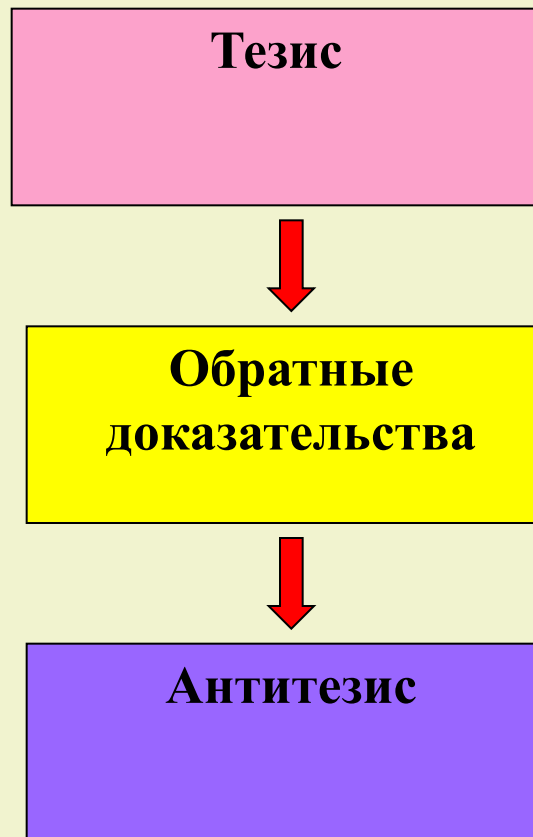 Тезис
Обратные
доказательства
Антитезис